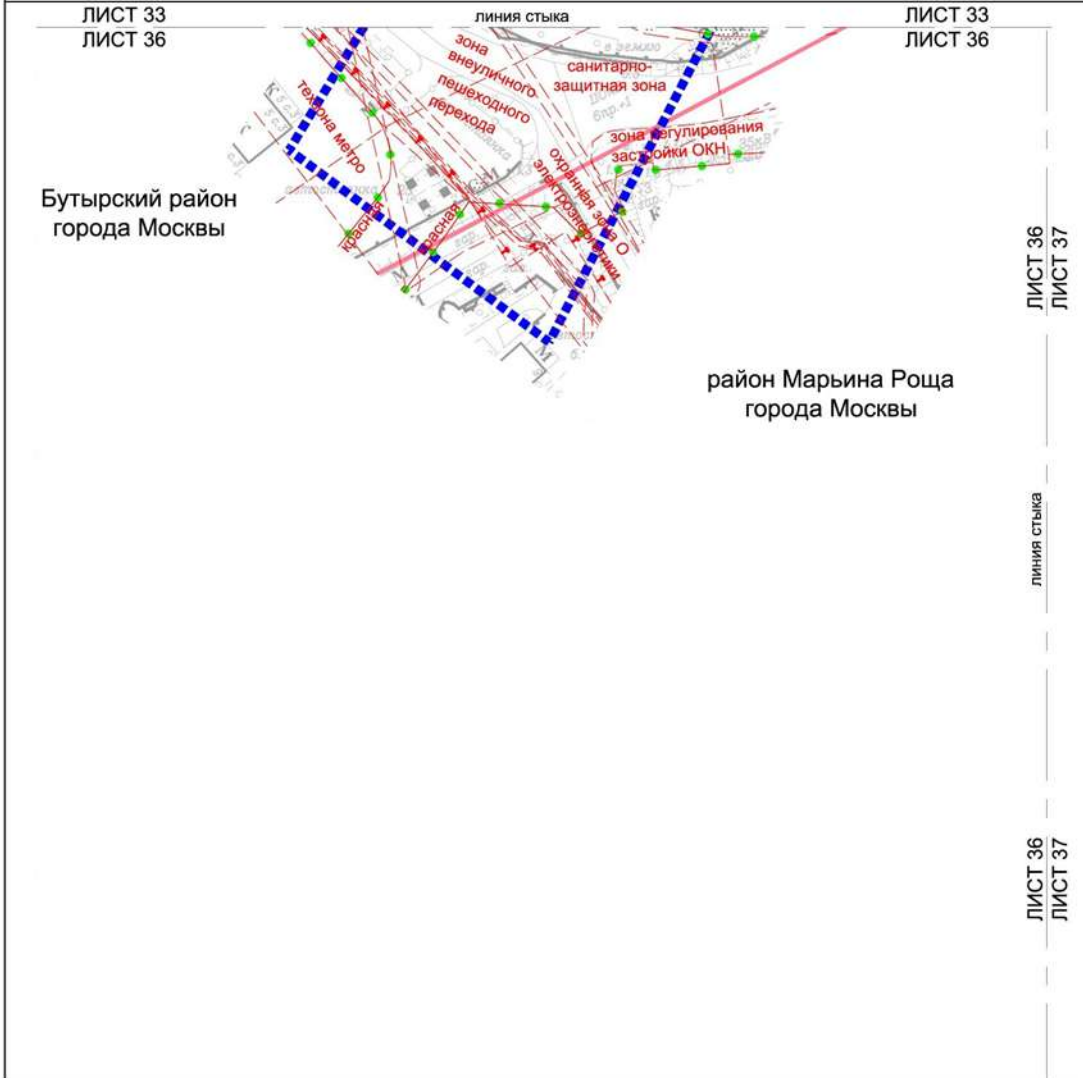 ЛИСТ 33
линия стыка
ЛИСТ 33
ЛИСТ 36
ЛИСТ 36
зона
внеуличного
пешеходного
перехода
санитарно-
защитная зона
техзона метро
зона регулирования
застройки ОКН
охранная зона О
электроэнергетики
красная
красная
Бутырский район
города Москвы
район Марьина Роща
города Москвы
ЛИСТ 36
ЛИСТ 37
линия стыка
ЛИСТ 36
ЛИСТ 37